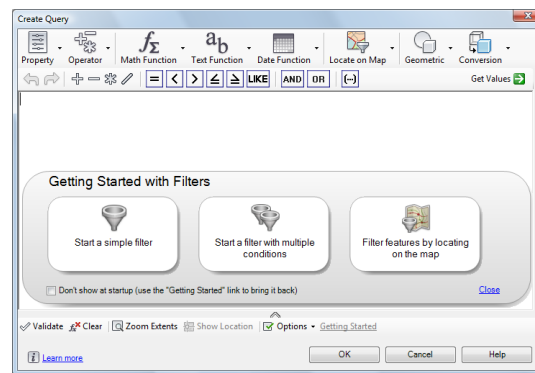 Create Query
Property Operator Math Function Text Function Date Function Locate on Map Geometric Conversion
= < > ≤ ≥ LIKE AND OR (...) Get Values
Getting Started with Filters
Start a simple filter
Start a filter with multiple
conditions
Filter features by locating
on the map
Don't show at startup (use the "Getting Started" link to bring it back) Close
Validate Clear Zoom Extents Show Location Options Getting Started
Learn more OK Cancel Help